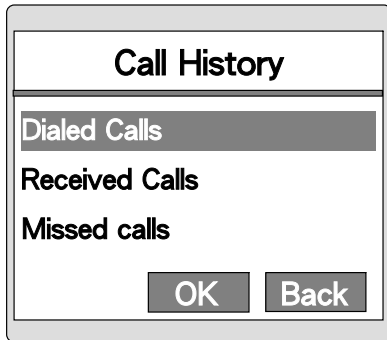 Call History
Dialed Calls
Received Calls
Missed calls
OK Back